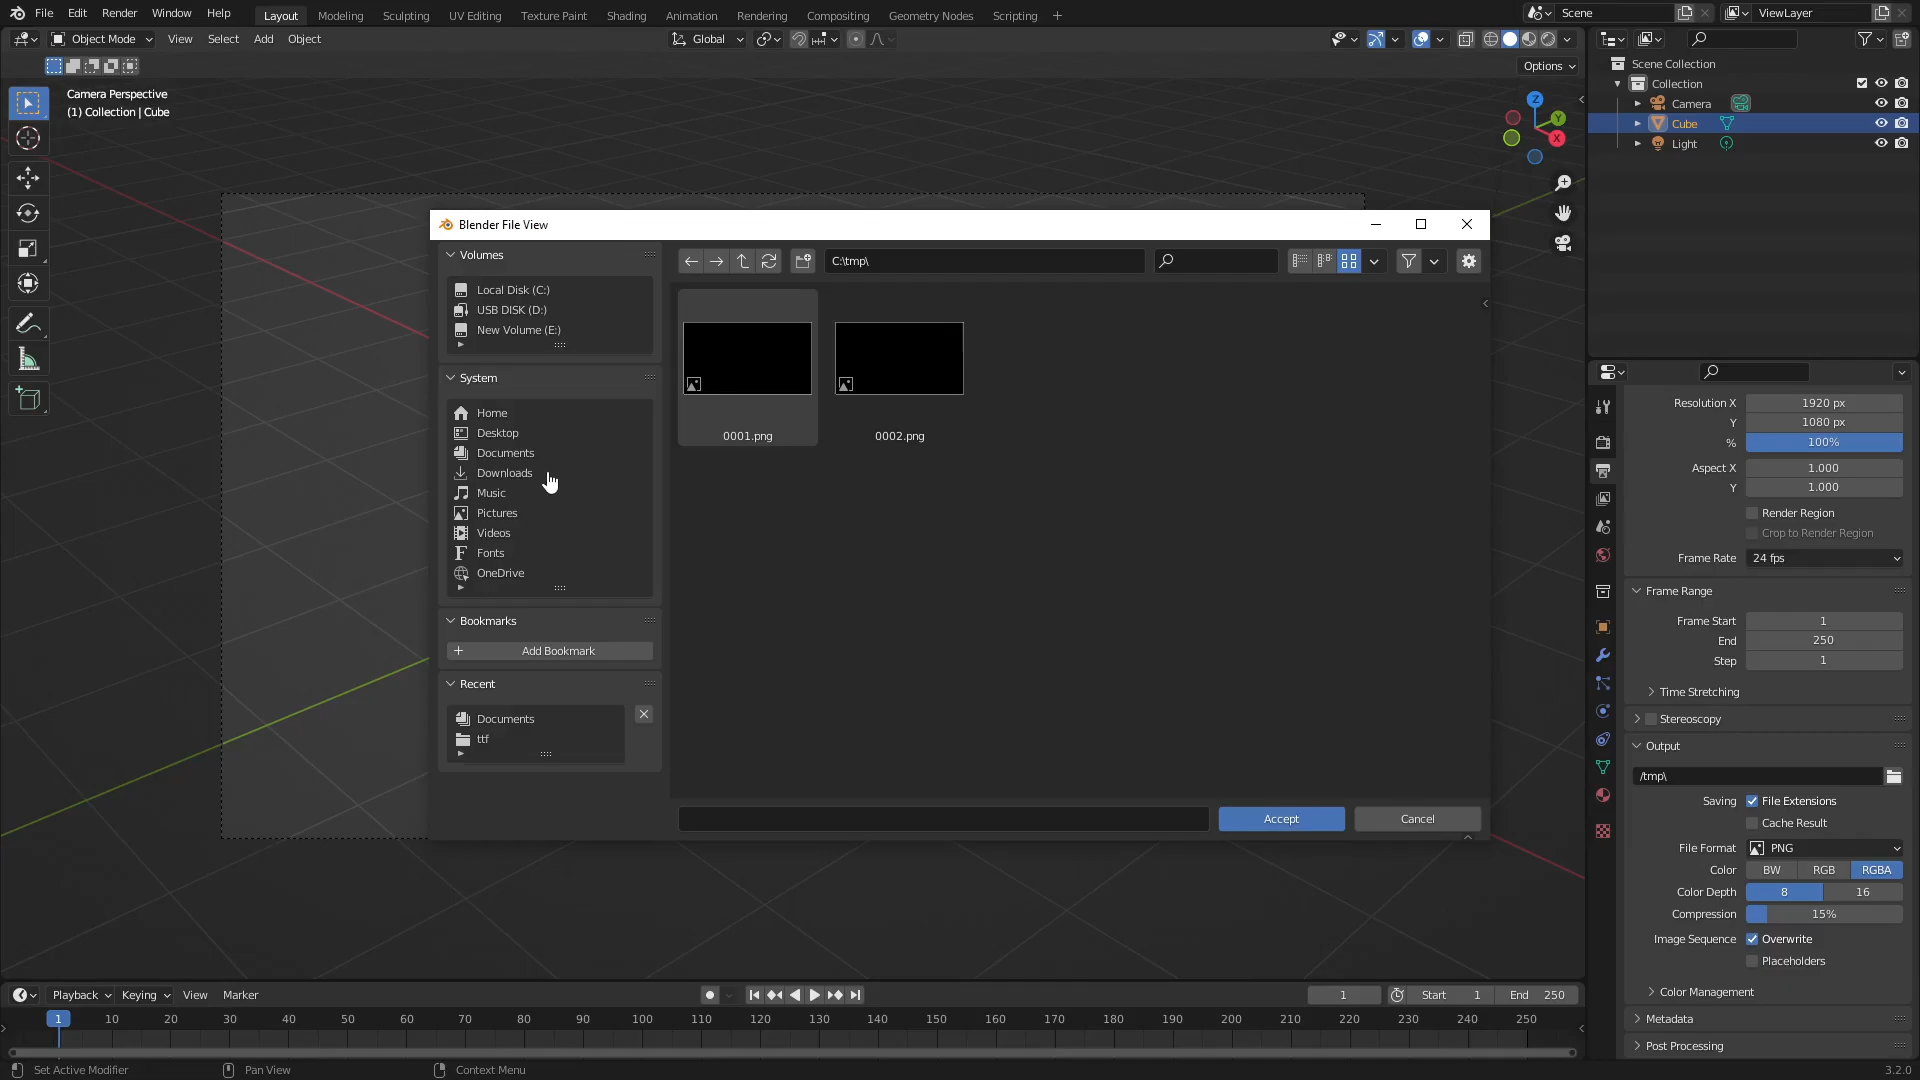 File Edit Render Window Help Layout Modeling Sculpting UV Editing Texture Paint Shading Animation Rendering Compositing Geometry Nodes Scripting + Scene ViewLayer
Object Mode View Select Add Object Global
Options
Camera Perspective
(1) Collection | Cube
Z
Y
X
Scene Collection
Collection
Camera
Cube
Light
Blender File View
Volumes
Local Disk (C:)
USB DISK (D:)
New Volume (E:)
System
Home
Desktop
Documents
Downloads
Music
Pictures
Videos
Fonts
OneDrive
Bookmarks
+ Add Bookmark
Recent
Documents
ttf
C:\tmp\
0001.png 0002.png
Accept Cancel
Resolution X 1920 px
Y 1080 px
% 100%
Aspect X 1.000
Y 1.000
Render Region
Crop to Render Region
Frame Rate 24 fps
Frame Range
Frame Start 1
End 250
Step 1
Time Stretching
Stereoscopy
Output
/tmp\
Saving File Extensions
Cache Result
File Format PNG
Color BW RGB RGBA
Color Depth 8 16
Compression 15%
Image Sequence Overwrite
Placeholders
Color Management
Metadata
Post Processing
Playback Keying View Marker 1 Start 1 End 250
1 10 20 30 40 50 60 70 80 90 100 110 120 130 140 150 160 170 180 190 200 210 220 230 240 250
Set Active Modifier Pan View Context Menu 3.2.0